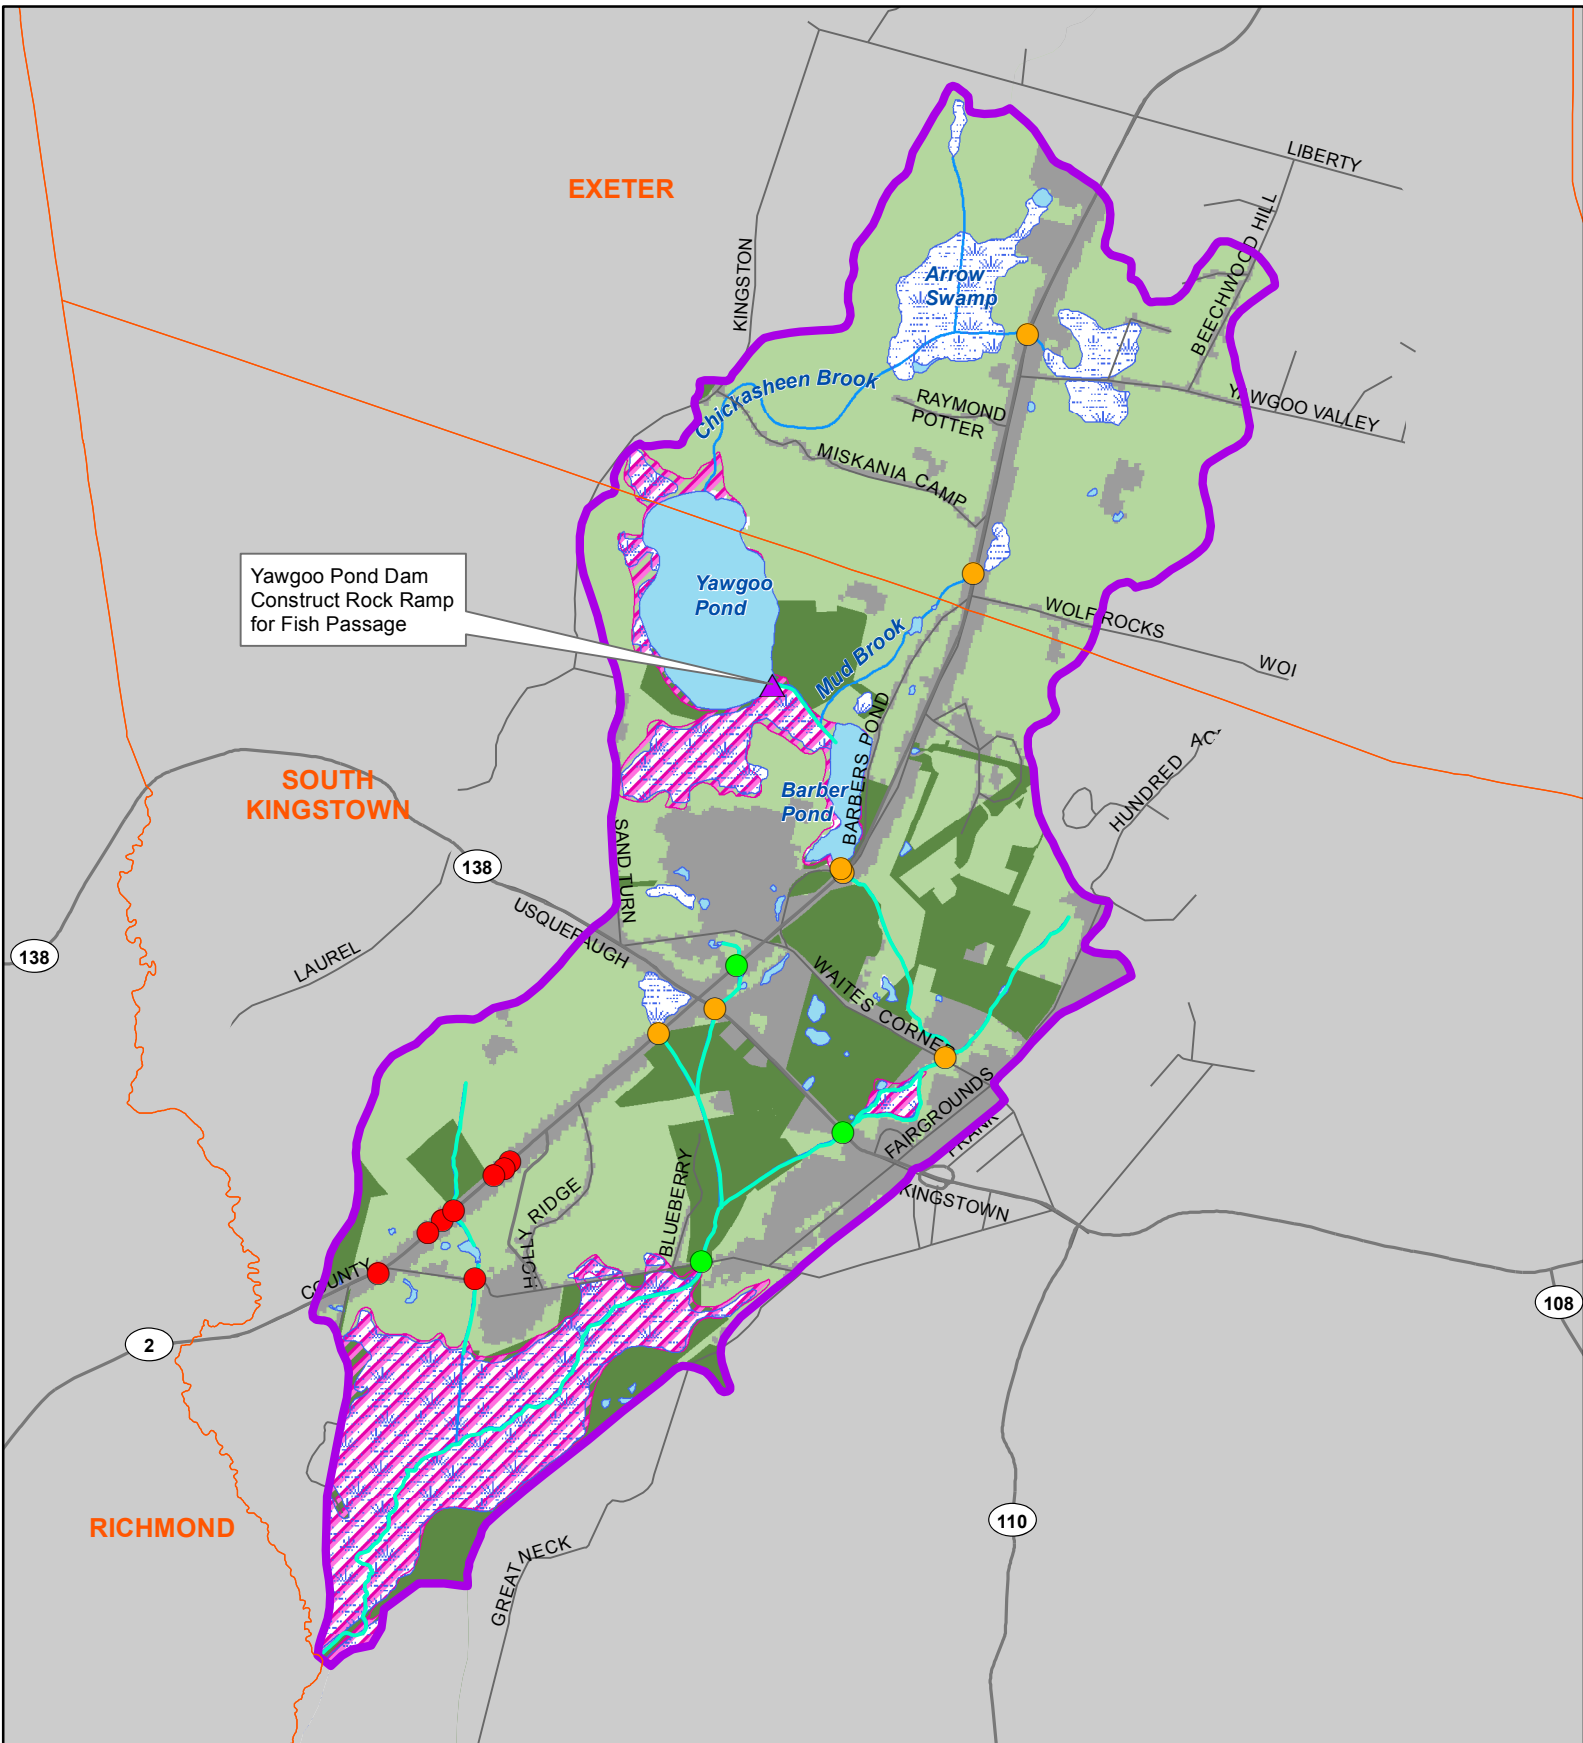 LIBERTY
EXETER
BEECHWOOD HILL
KINGSTON
Arrow
Swamp
Chickasheen Brook
RAYMOND
POTTER
YAWGOO VALLEY
MISKANIA CAMP
Yawgoo Pond Dam
Construct Rock Ramp
for Fish Passage
Yawgoo
Pond
WOLF ROCKS
Mud Brook
WOI
BARBERS POND
HUNDRED AC
SOUTH
KINGSTOWN
Barber
Pond
138
SAND TURN
USQUEPAUGH
138
LAUREL
WAITES CORNER
FAIRGROUNDS
FRANK
BLUEBERRY
HOLLY RIDGE
KINGSTOWN
COUNTY
108
2
110
RICHMOND
GREAT NECK